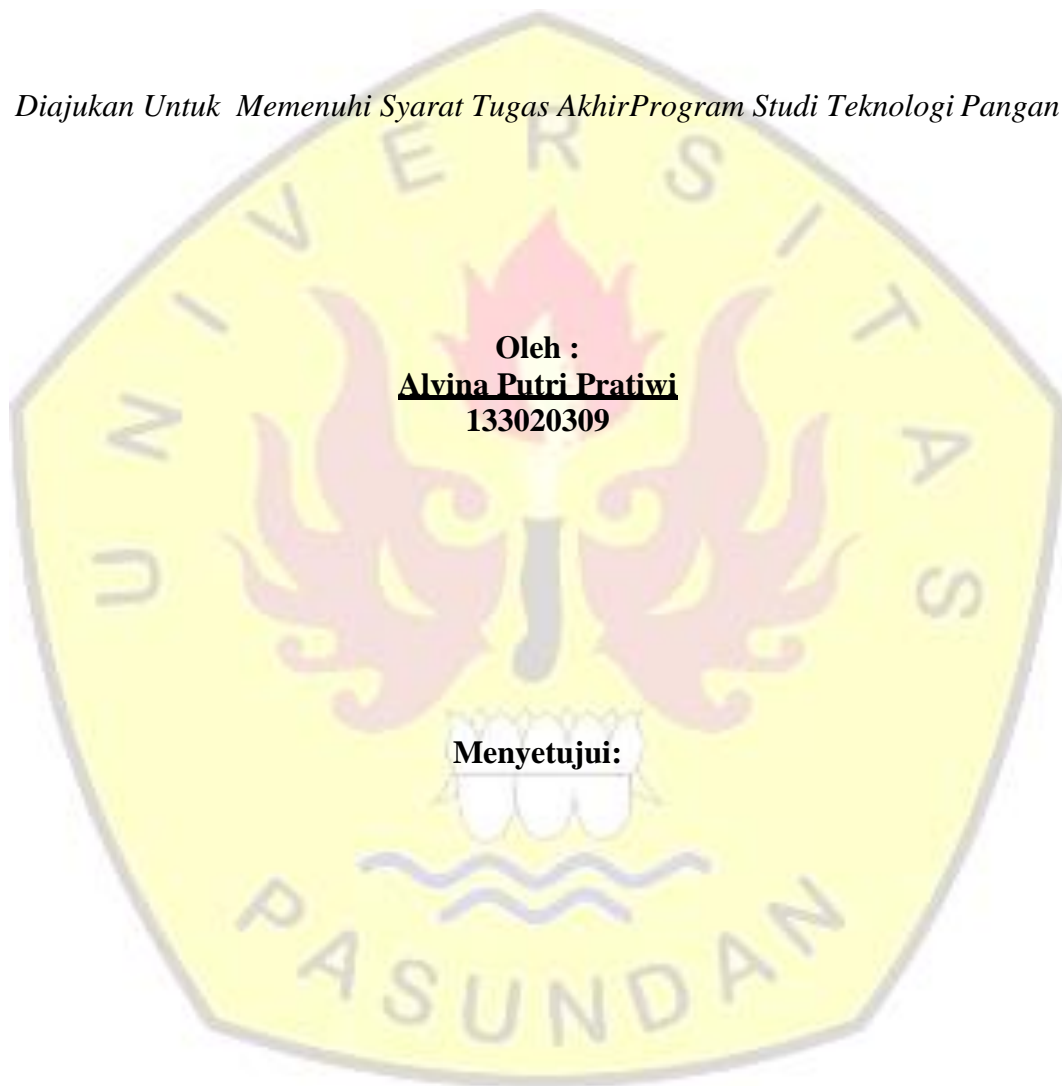 Diajukan Untuk Memenuhi Syarat Tugas AkhirProgram Studi Teknologi Pangan
Oleh :
Alvina Putri Pratiwi
133020309
Menyetujui:
UNIVERSITAS
PASUNDAN